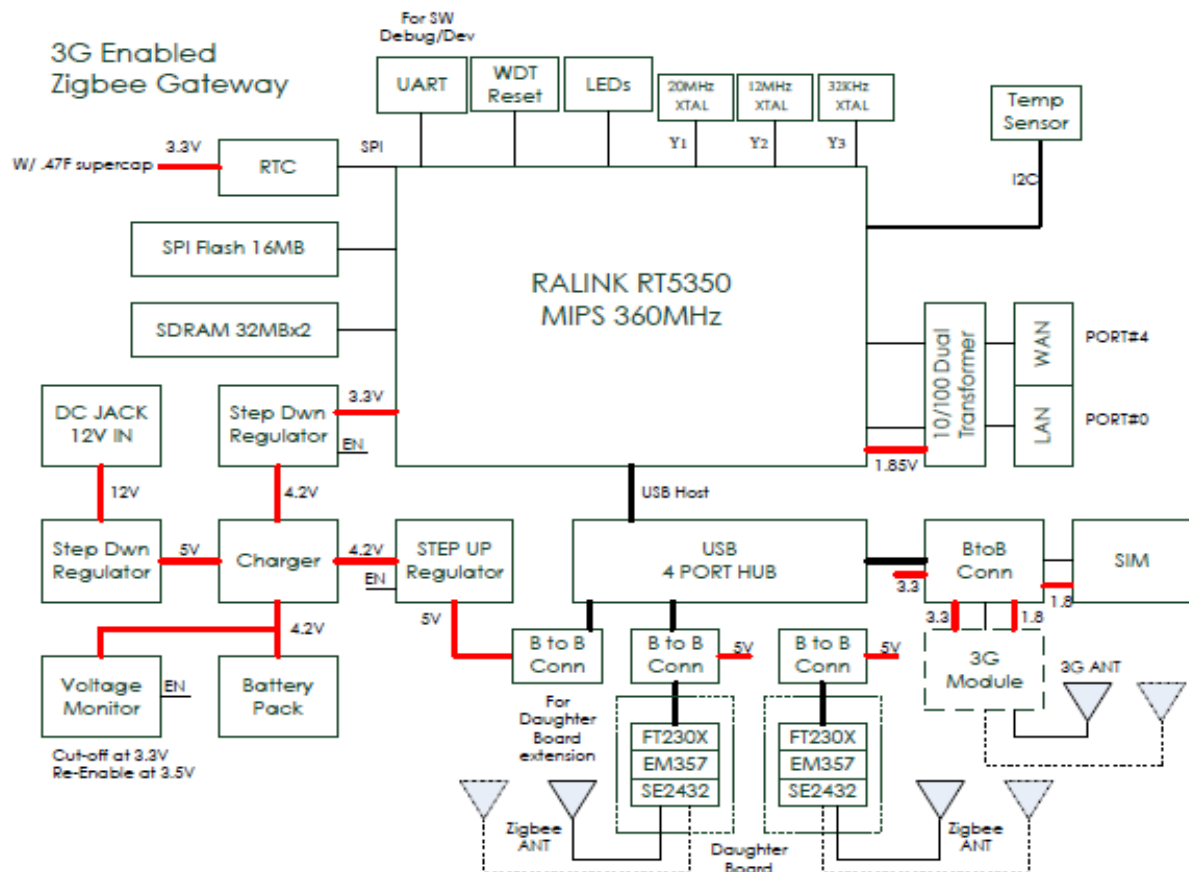 3G Enabled
Zigbee Gateway
For SW
Debug/Dev
UART
WDT
Reset
LEDs
20MHz
XTAL
12MHz
XTAL
32KHz
XTAL
Y1
Y2
Y3
Temp
Sensor
I2C
3.3V
W/ .47F supercap
RTC
SPI
SPI Flash 16MB
SDRAM 32MBx2
RALINK RT5350
MIPS 360MHz
10/100 Dual
Transformer
WAN
PORT#4
LAN
PORT#0
1.85V
DC JACK
12V IN
Step Dwn
Regulator
3.3V
EN
12V
4.2V
USB Host
Step Dwn
Regulator
5V
Charger
4.2V
STEP UP
Regulator
EN
USB
4 PORT HUB
BtoB
Conn
3.3
SIM
1.8
5V
4.2V
3.3
1.8
B to B
Conn
B to B
Conn
5V
B to B
Conn
5V
3G
Module
3G ANT
Voltage
Monitor
EN
Battery
Pack
Cut-off at 3.3V
Re-Enable at 3.5V
For
Daughter
Board
extension
FT230X
EM357
SE2432
FT230X
EM357
SE2432
Zigbee
ANT
Daughter
Board
Zigbee
ANT